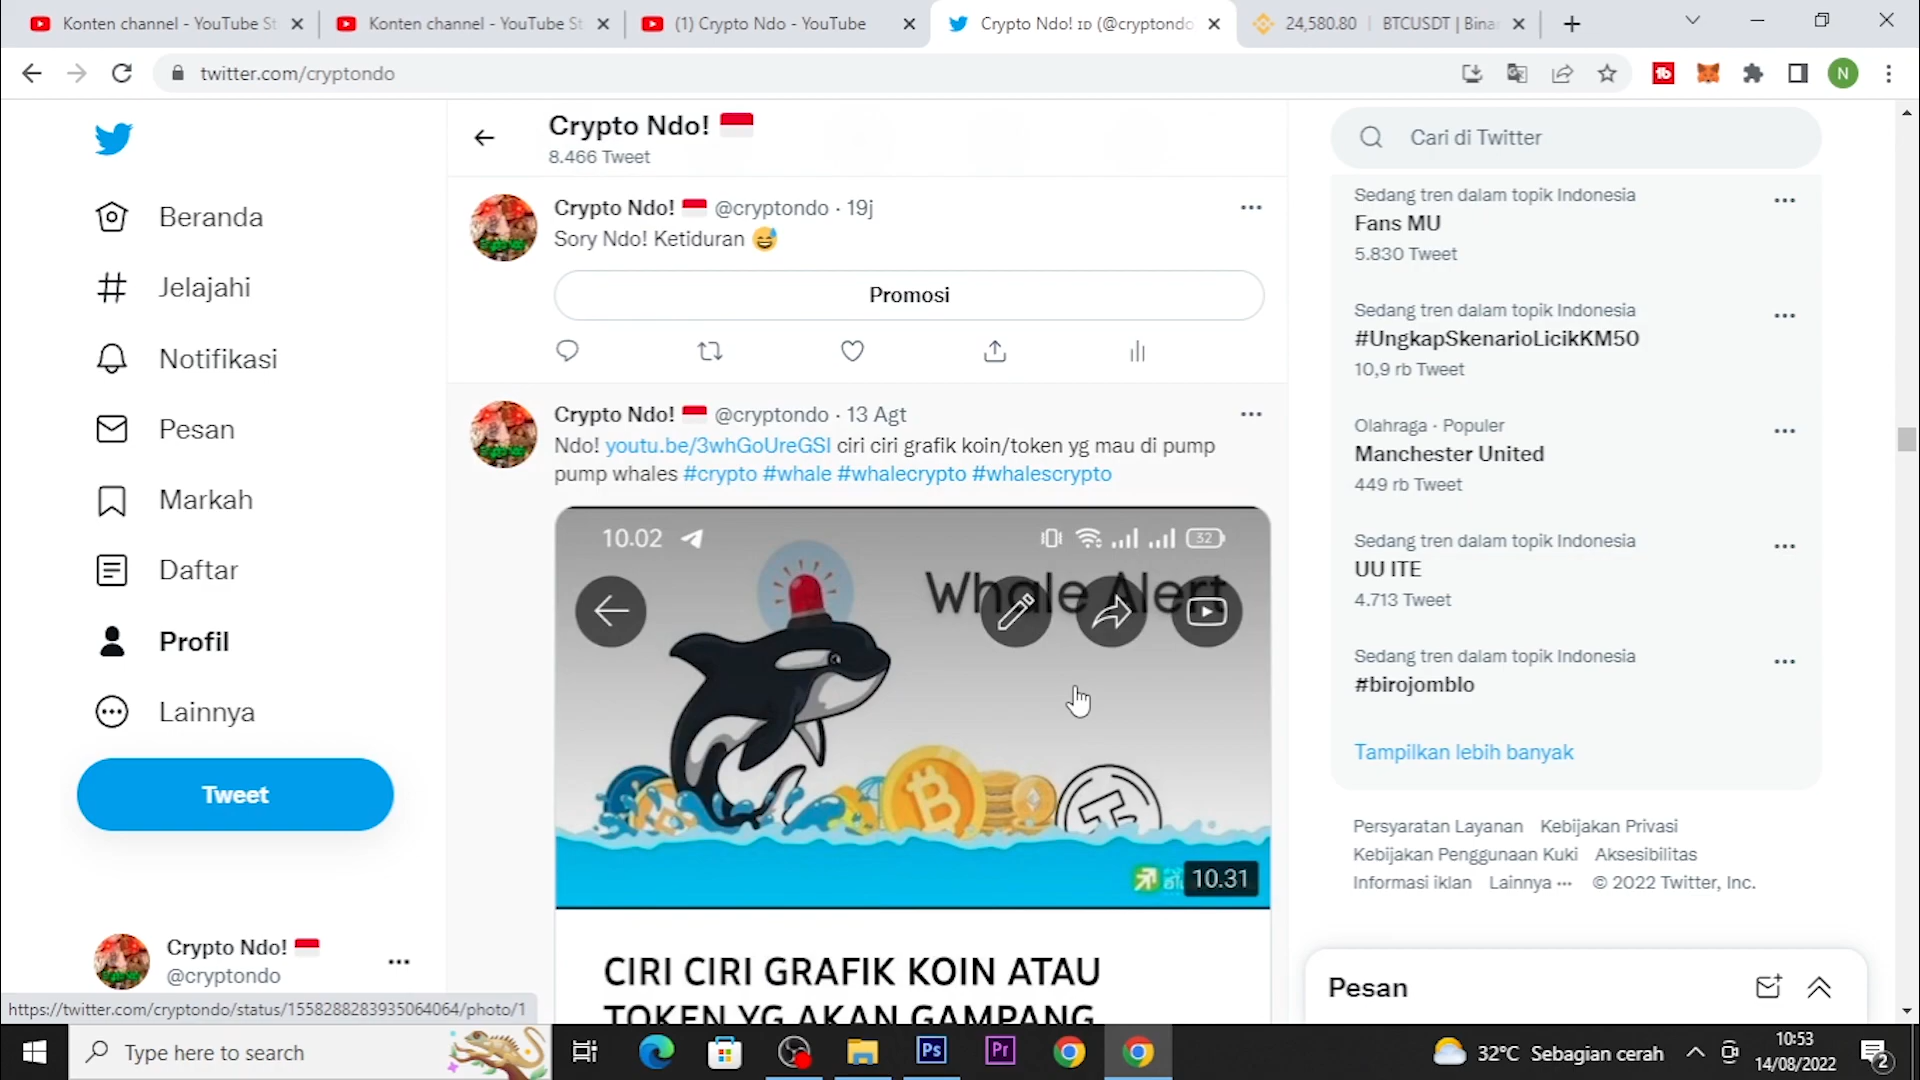 Konten channel - YouTube St
Konten channel - YouTube St
(1) Crypto Ndo - YouTube
Crypto Ndo! ɪᴅ (@cryptondo
24,580.80 | BTCUSDT | Binan
twitter.com/cryptondo
N
Crypto Ndo!
8.466 Tweet
Cari di Twitter
Beranda
Jelajahi
Notifikasi
Pesan
Markah
Daftar
Profil
Lainnya
Tweet
Crypto Ndo! @cryptondo · 19j
Sory Ndo! Ketiduran
Promosi
Crypto Ndo! @cryptondo · 13 Agt
Ndo! youtu.be/3whGoUreGSI ciri ciri grafik koin/token yg mau di pump
pump whales #crypto #whale #whalecrypto #whalescrypto
10.02
32
Whale Alert
10.31
CIRI CIRI GRAFIK KOIN ATAU
TOKEN YG AKAN GAMPANG
Sedang tren dalam topik Indonesia
Fans MU
5.830 Tweet
Sedang tren dalam topik Indonesia
#UngkapSkenarioLicikKM50
10,9 rb Tweet
Olahraga · Populer
Manchester United
449 rb Tweet
Sedang tren dalam topik Indonesia
UU ITE
4.713 Tweet
Sedang tren dalam topik Indonesia
#birojomblo
Tampilkan lebih banyak
Persyaratan Layanan Kebijakan Privasi
Kebijakan Penggunaan Kuki Aksesibilitas
Informasi iklan Lainnya ··· © 2022 Twitter, Inc.
Pesan
Crypto Ndo!
@cryptondo
https://twitter.com/cryptondo/status/1558288283935064064/photo/1
Type here to search
Ps
Pr
32°C Sebagian cerah
10:53
14/08/2022
2